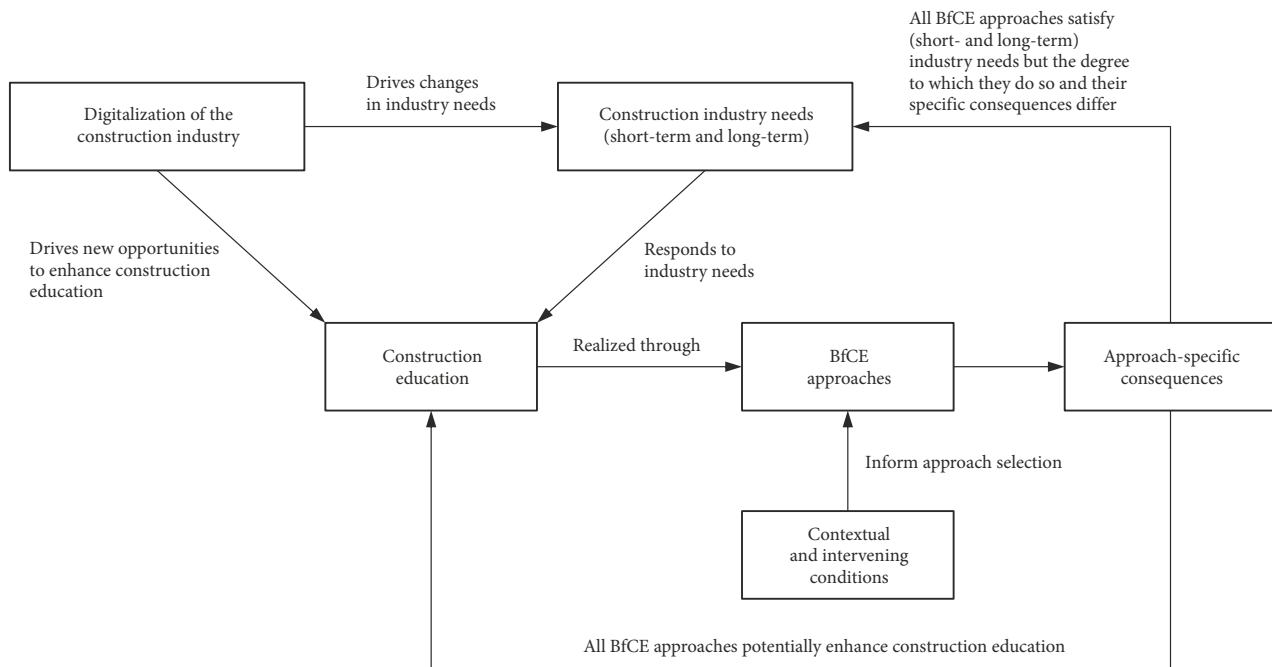 All BfCE approaches satisfy
(short- and long-term)
industry needs but the degree
to which they do so and their
specific consequences differ
Drives changes
in industry needs
Digitalization of the
construction industry
Construction industry needs
(short-term and long-term)
Drives new opportunities
to enhance construction
education
Responds to
industry needs
Construction
education
Realized through
BfCE
approaches
Approach-specific
consequences
Inform approach selection
Contextual
and intervening
conditions
All BfCE approaches potentially enhance construction education